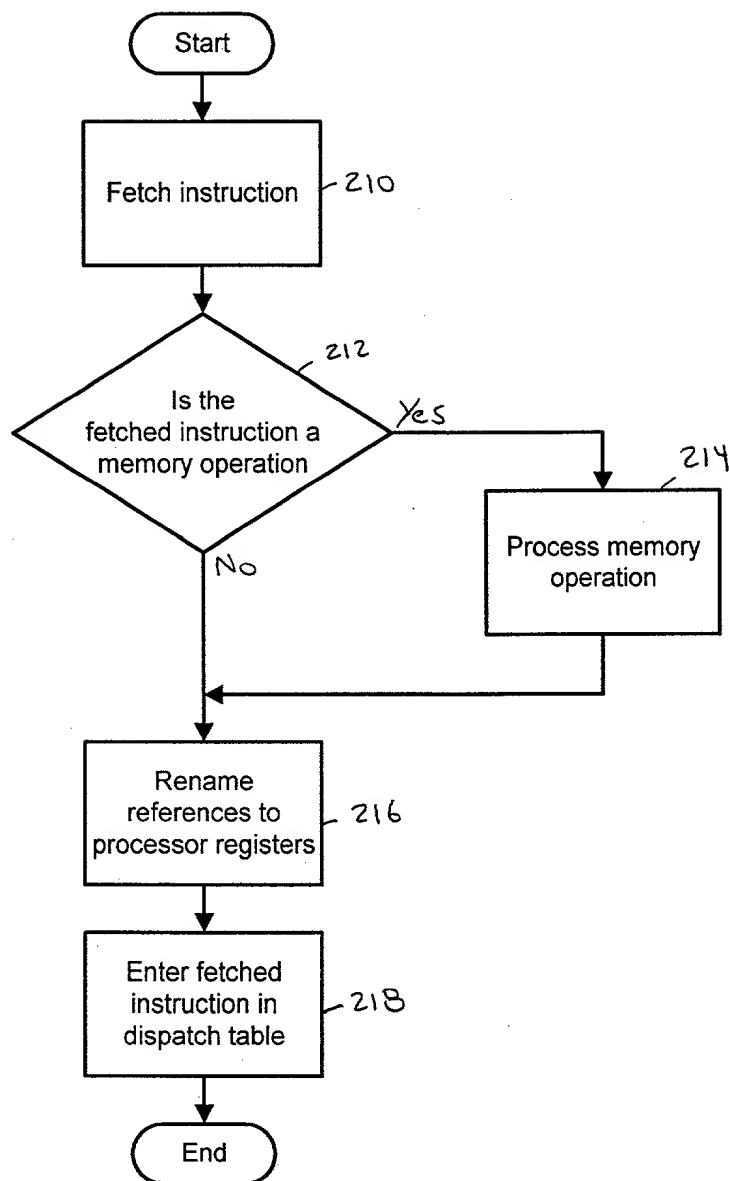 Start
Fetch instruction
210
212
Is the
fetched instruction a
memory operation
Yes
214
Process memory
operation
No
Rename
references to
processor registers
216
Enter fetched
instruction in
dispatch table
218
End